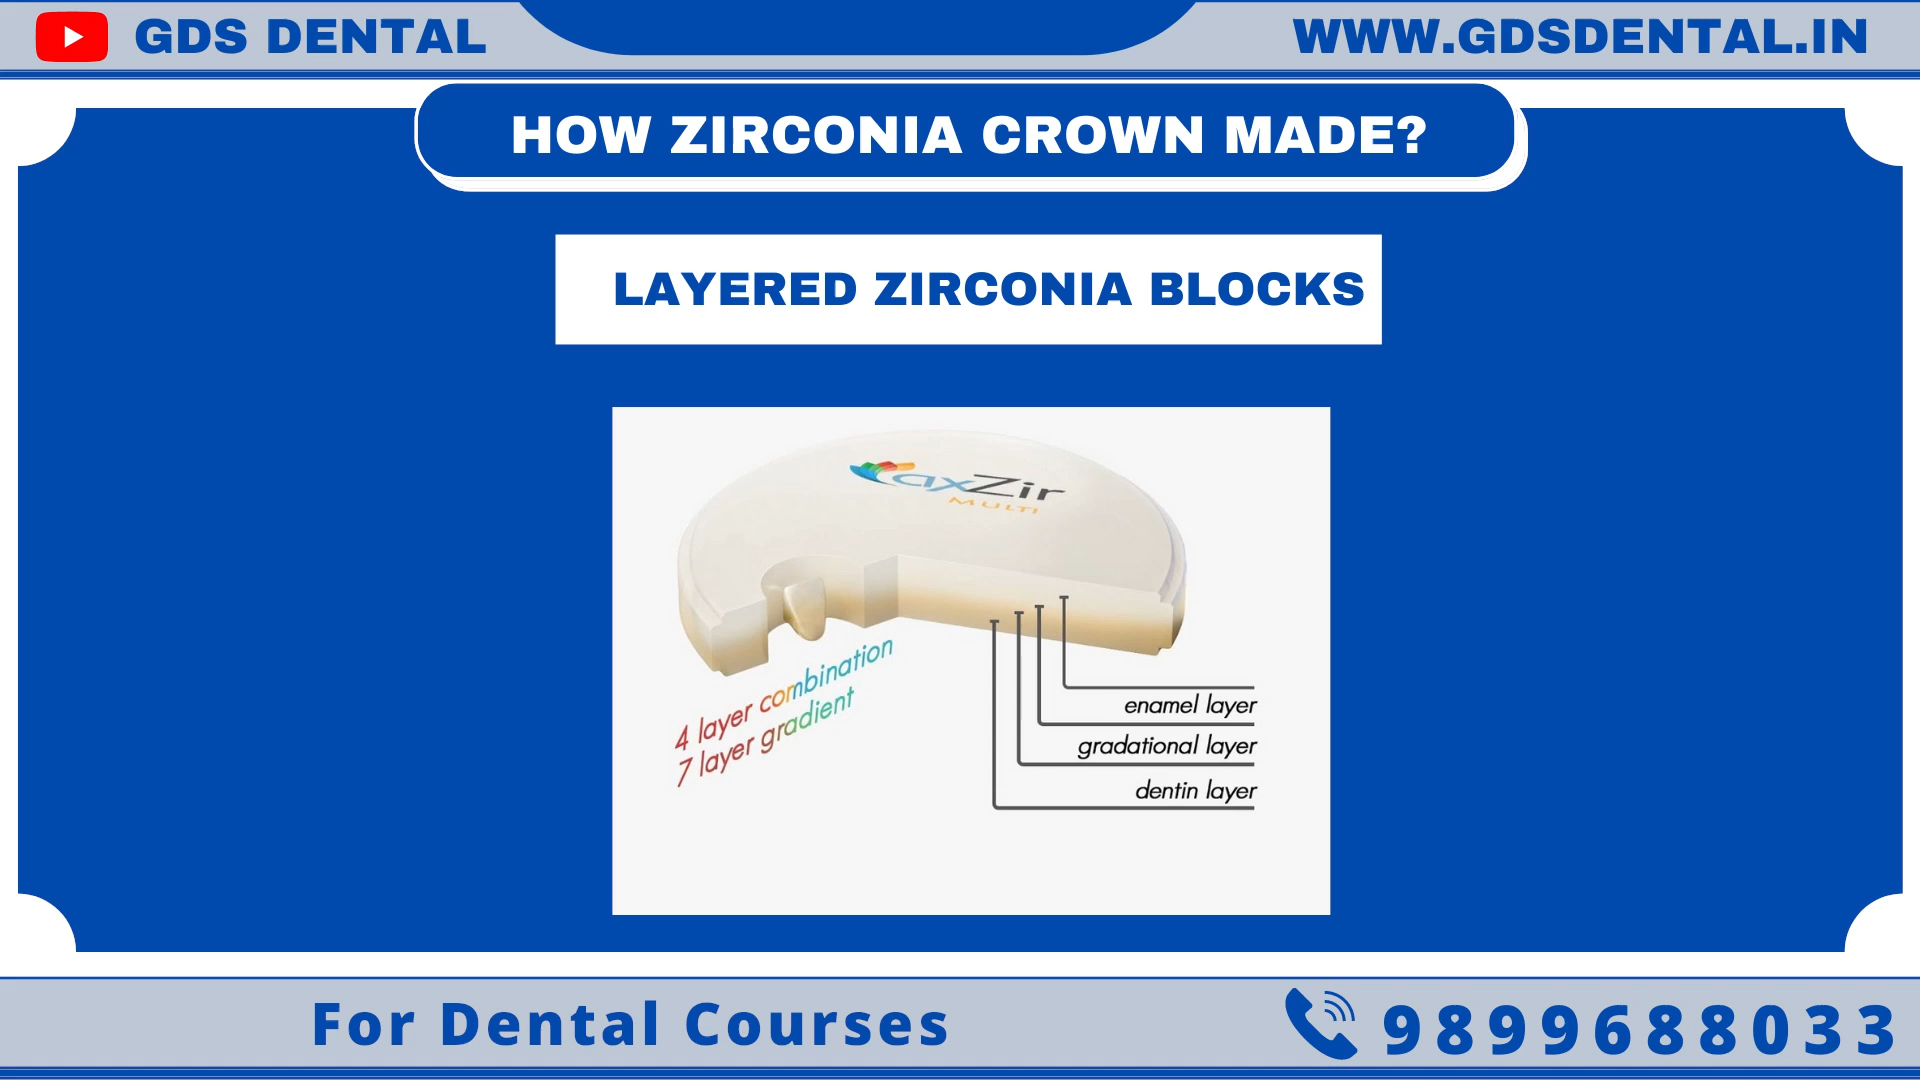 GDS DENTAL
WWW.GDSDENTAL.IN
HOW ZIRCONIA CROWN MADE?
LAYERED ZIRCONIA BLOCKS
axZir
MULTI
4 layer combination
7 layer gradient
enamel layer
gradational layer
dentin layer
For Dental Courses
9899688033